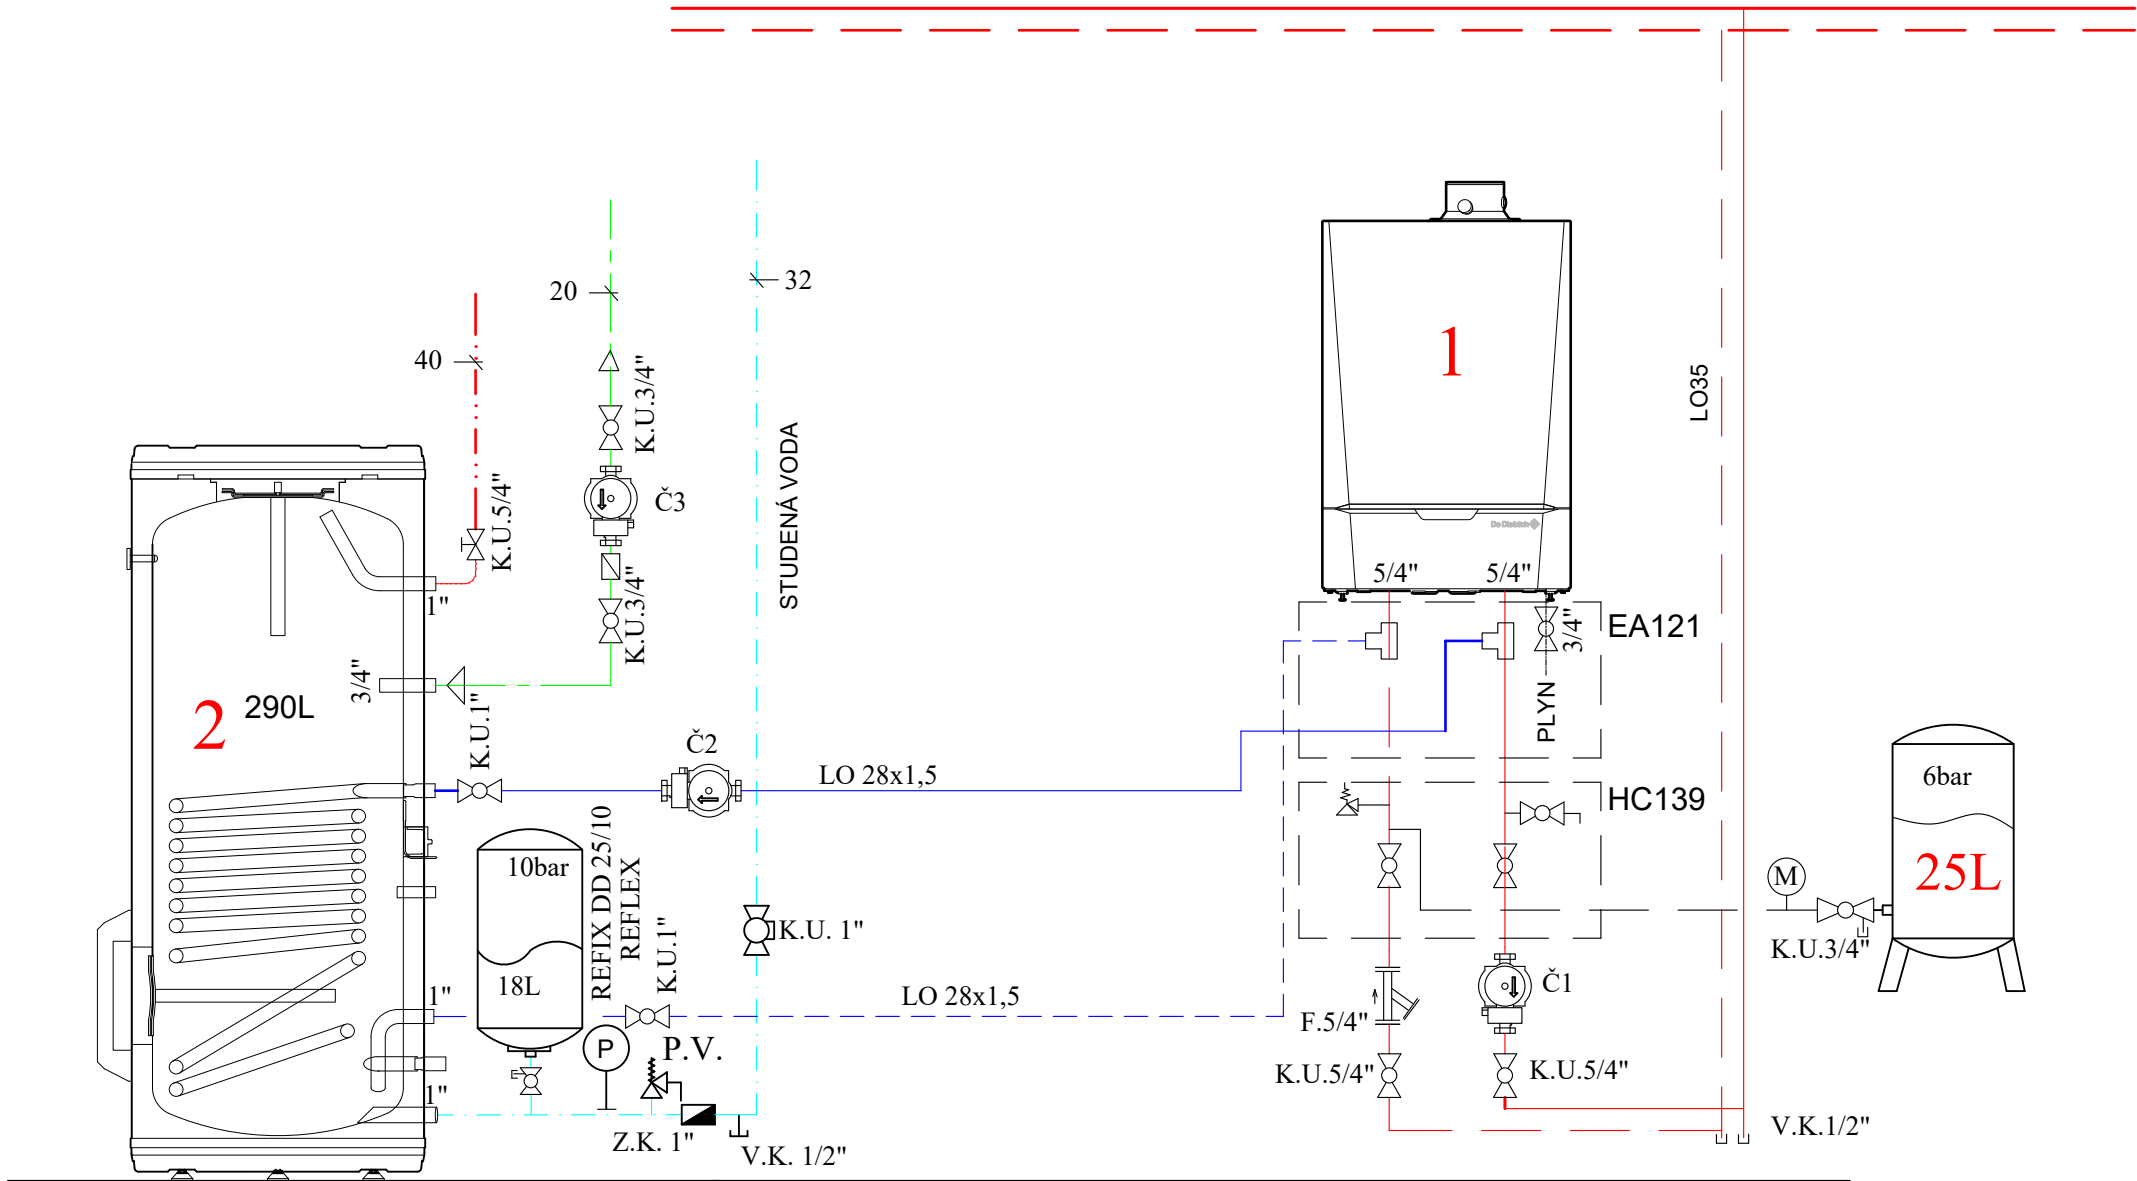 20
32
40
K.U.3/4"
K.U.5/4"
Č3
STUDENÁ VODA
1
LO35
De Dietrich
5/4"
5/4"
1"
K.U.3/4"
3/4"
EA121
PLYN
3/4"
2
290L
K.U.1"
Č2
LO 28x1,5
HC139
6bar
25L
10bar
18L
REFIX DD 25/10
REFLEX
K.U.1"
K.U. 1"
M
K.U.3/4"
1"
LO 28x1,5
Č1
F.5/4"
P
P.V.
K.U.5/4"
K.U.5/4"
1"
Z.K. 1"
V.K. 1/2"
V.K.1/2"